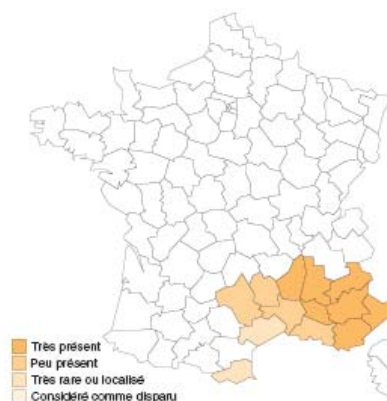 Très présent
Peu présent
Très rare ou localisé
Considéré comme disparu